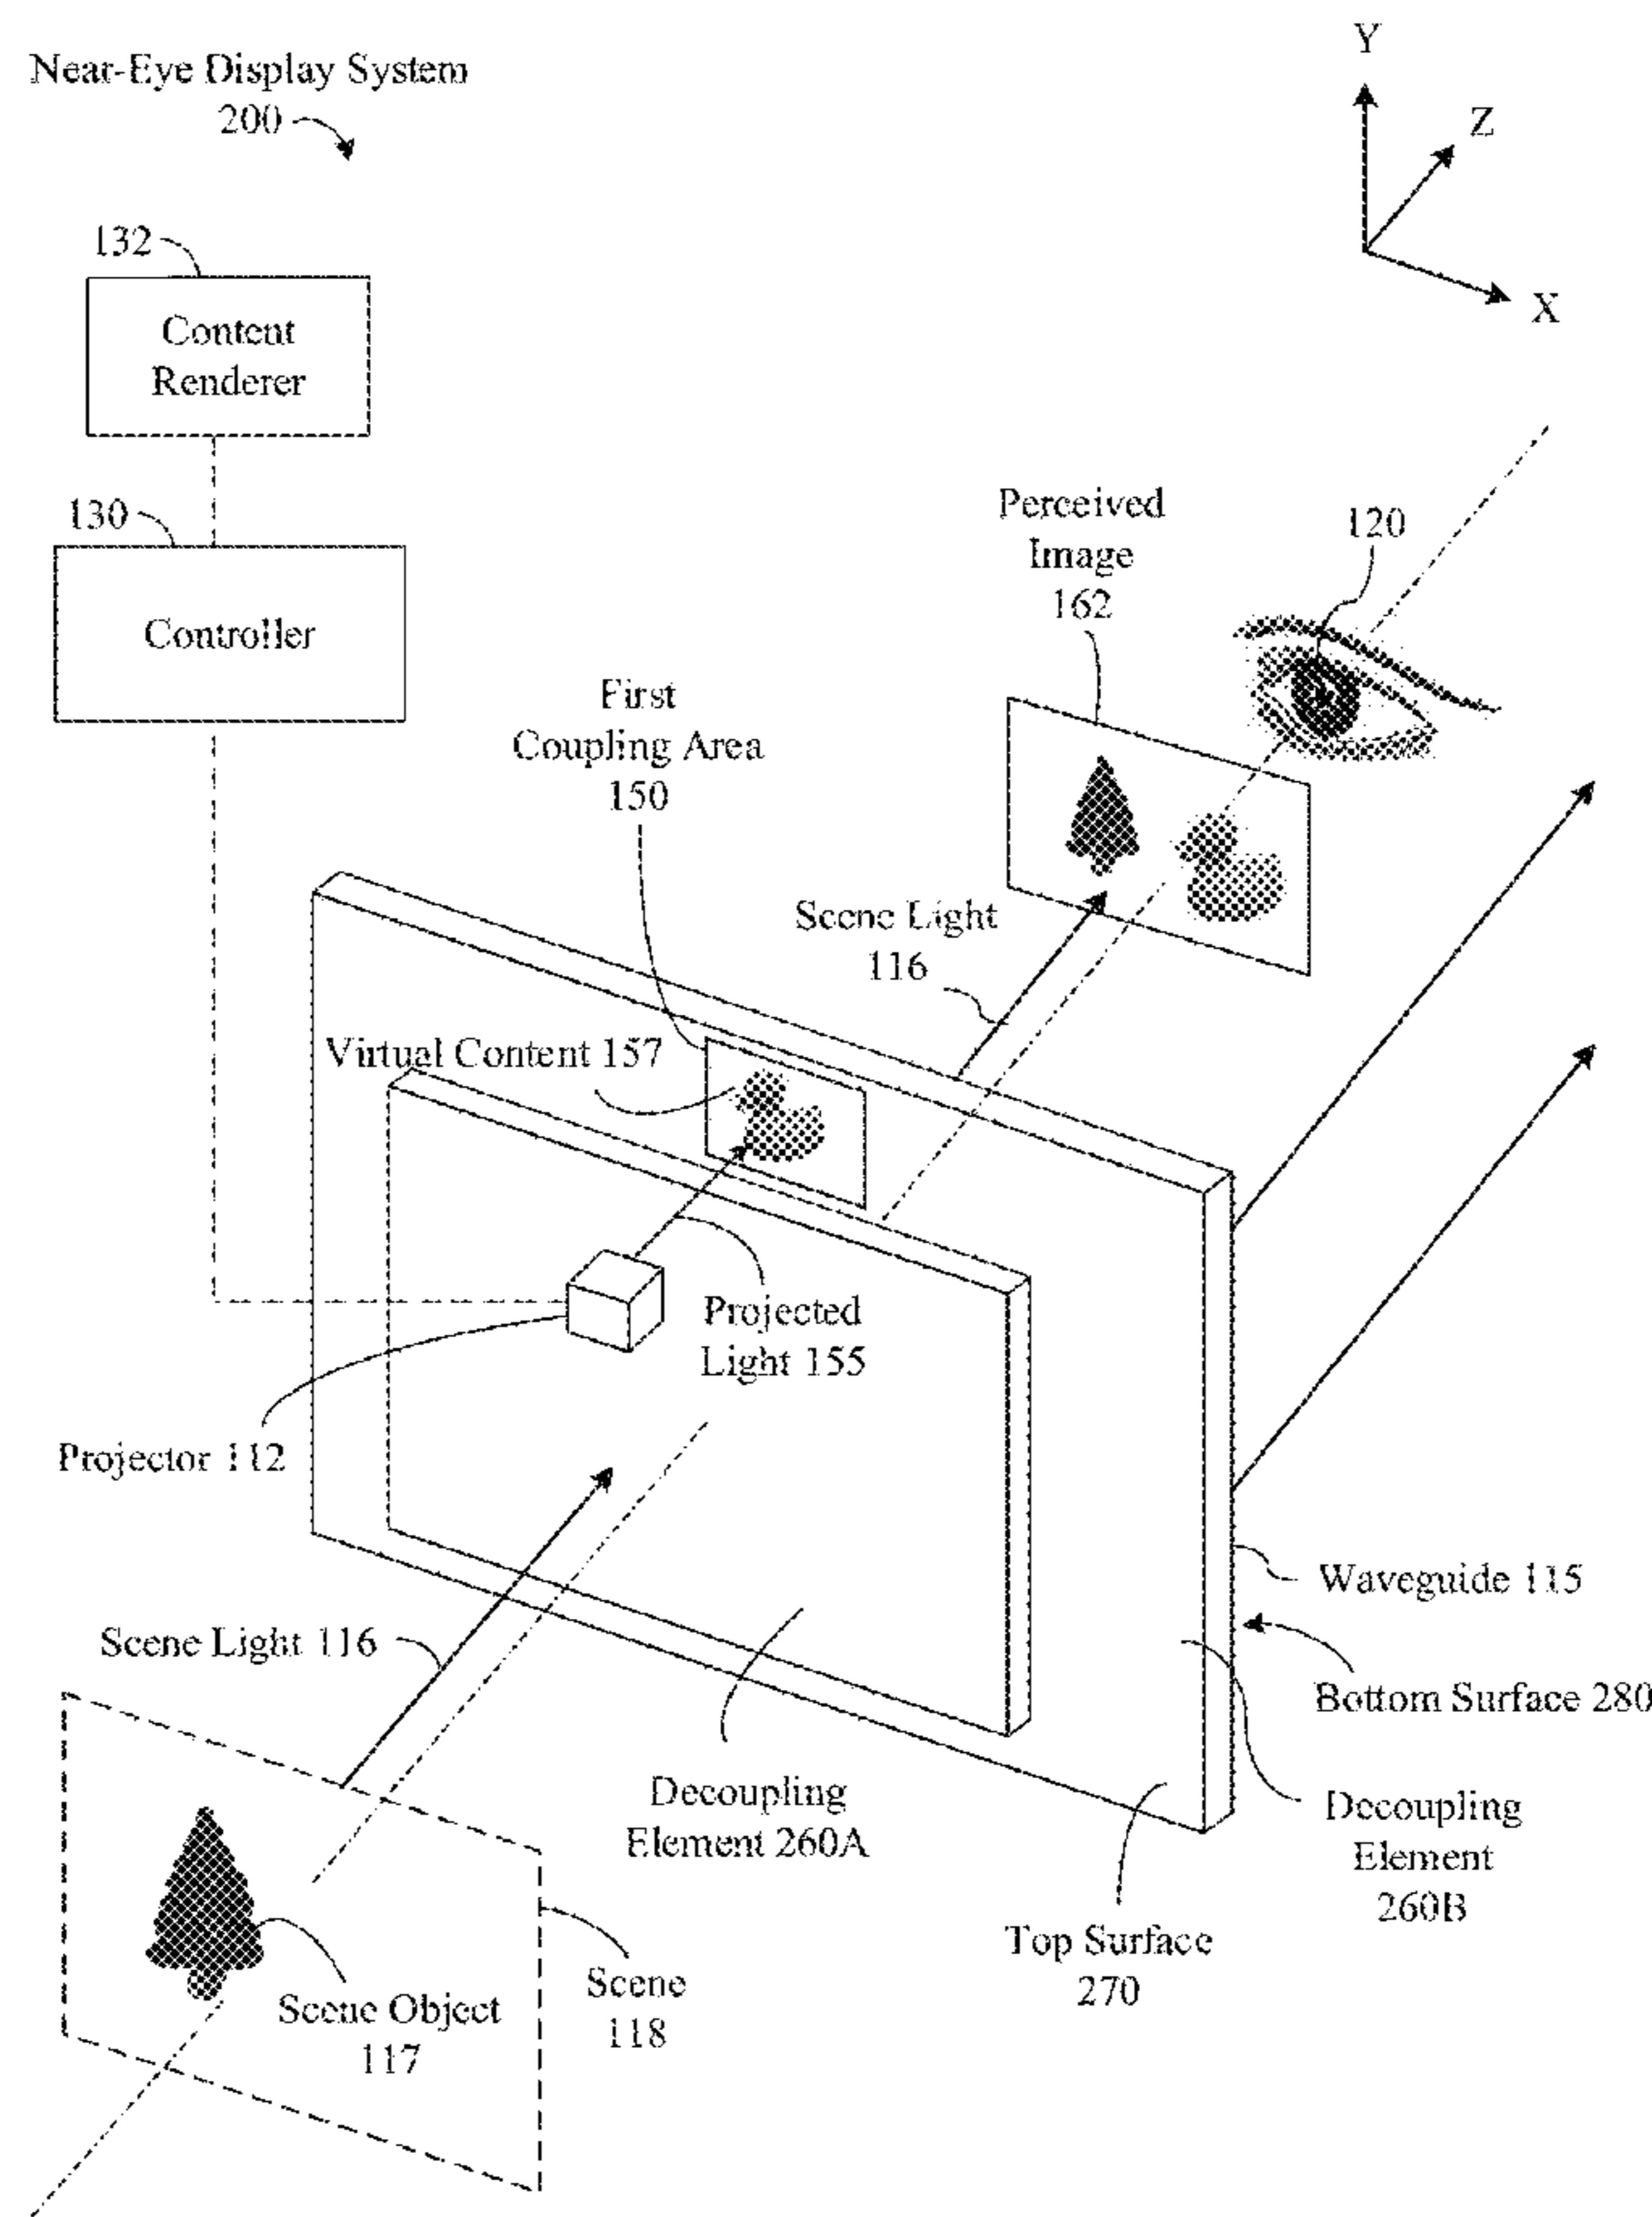 Near-Eye Display System
200
Y
Z
X
132
Content
Renderer
130
Controller
Perceived
Image
162
120
First
Coupling Area
150
Scene Light
116
Virtual Content 157
Projected
Light 155
Projector 112
Waveguide 115
Scene Light 116
Bottom Surface 280
Decoupling
Element 260A
Decoupling
Element
260B
Top Surface
270
Scene
118
Scene Object
117